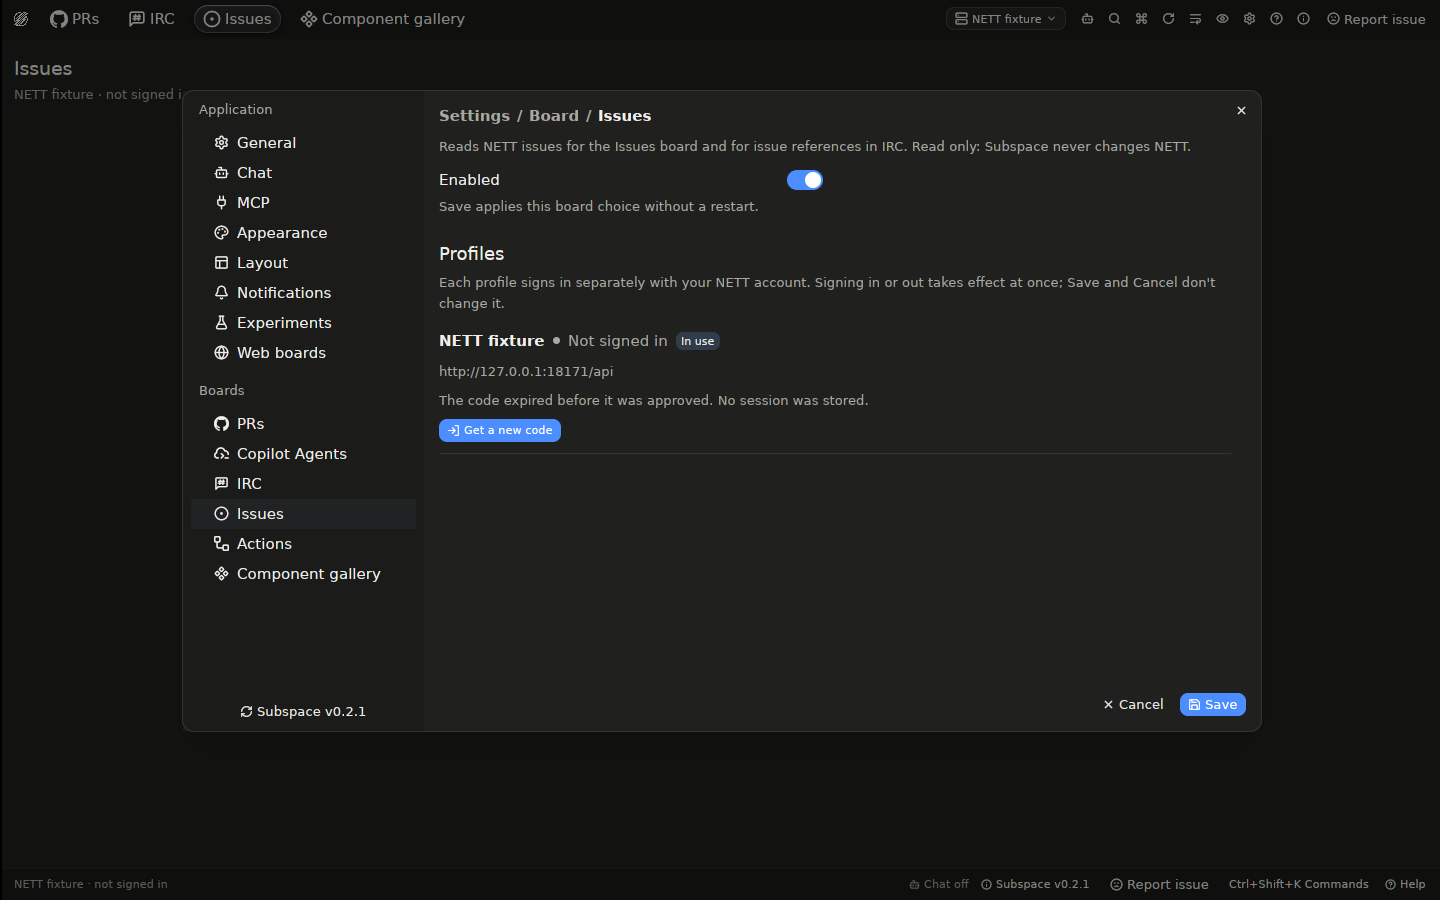 PRs
IRC
Issues
Component gallery
NETT fixture
Report issue
Issues
NETT fixture · not signed i
Application
General
Chat
MCP
Appearance
Layout
Notifications
Experiments
Web boards
Boards
PRs
Copilot Agents
IRC
Issues
Actions
Component gallery
Subspace v0.2.1
Settings / Board / Issues
Reads NETT issues for the Issues board and for issue references in IRC. Read only: Subspace never changes NETT.
Enabled
Save applies this board choice without a restart.
Profiles
Each profile signs in separately with your NETT account. Signing in or out takes effect at once; Save and Cancel don't
change it.
NETT fixture Not signed in In use
http://127.0.0.1:18171/api
The code expired before it was approved. No session was stored.
Get a new code
Cancel
Save
NETT fixture · not signed in
Chat off
Subspace v0.2.1
Report issue
Ctrl+Shift+K Commands
Help